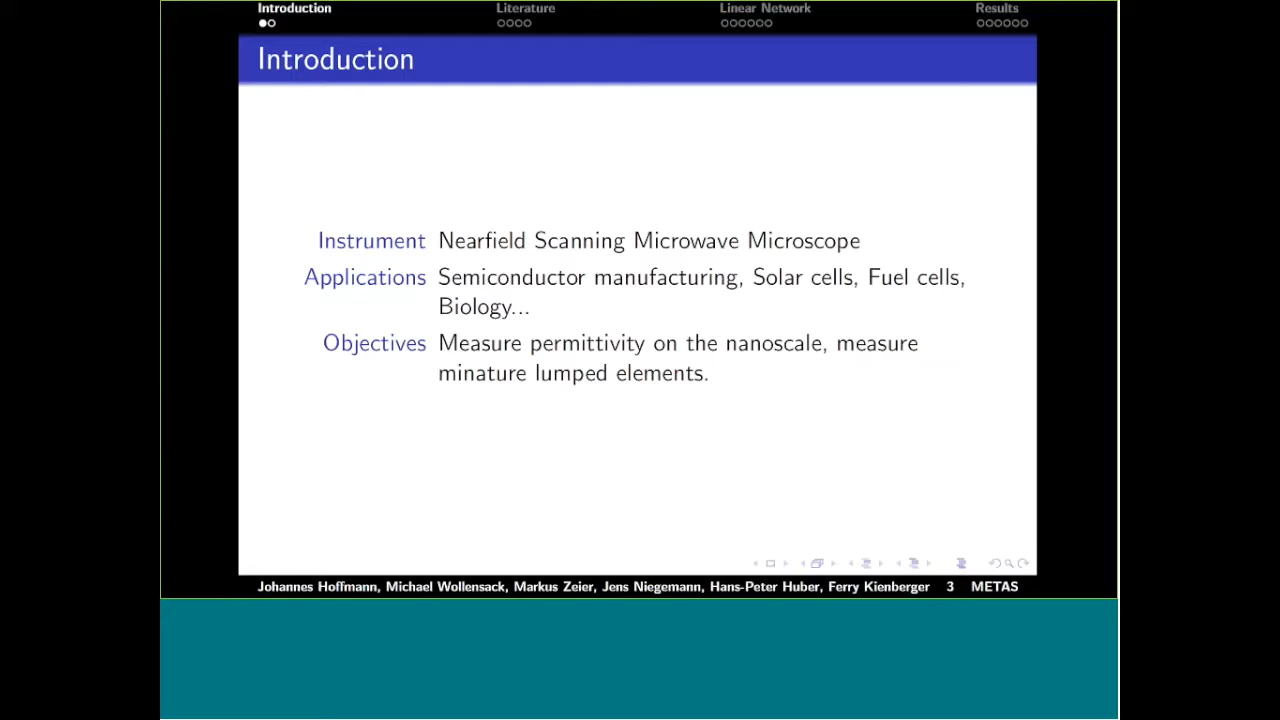 Introduction Literature Linear Network Results
Introduction
Instrument Nearfield Scanning Microwave Microscope
Applications Semiconductor manufacturing, Solar cells, Fuel cells,
Biology...
Objectives Measure permittivity on the nanoscale, measure
minature lumped elements.
Johannes Hoffmann, Michael Wollensack, Markus Zeier, Jens Niegemann, Hans-Peter Huber, Ferry Kienberger 3 METAS